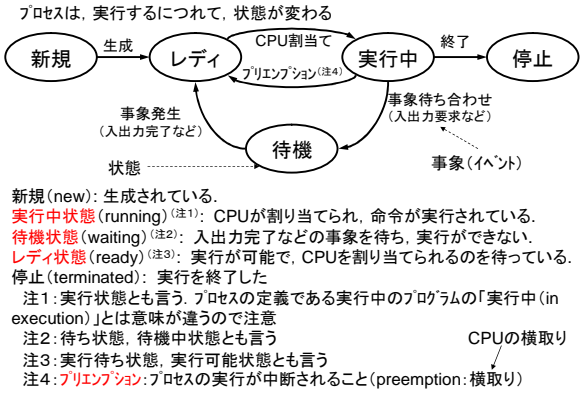 プロセスは，実行するにつれて，状態が変わる
新規
生成
レディ
CPU割当て
プリエンプション(注4)
実行中
終了
停止
事象発生
(入出力完了など)
事象待ち合わせ
(入出力要求など)
待機
状態
事象(イベント)
新規(new): 生成されている.
実行中状態(running)(注1): CPUが割り当てられ, 命令が実行されている.
待機状態(waiting)(注2): 入出力完了などの事象を待ち, 実行ができない.
レディ状態(ready)(注3): 実行が可能で, CPUを割り当てられるのを待っている.
停止(terminated): 実行を終了した
注1:実行状態とも言う. プロセスの定義である実行中のプログラムの「実行中(in
execution)」とは意味が違うので注意
注2:待ち状態, 待機中状態とも言う
CPUの横取り
注3:実行待ち状態, 実行可能状態とも言う
注4:プリエンプション:プロセスの実行が中断されること(preemption:横取り)